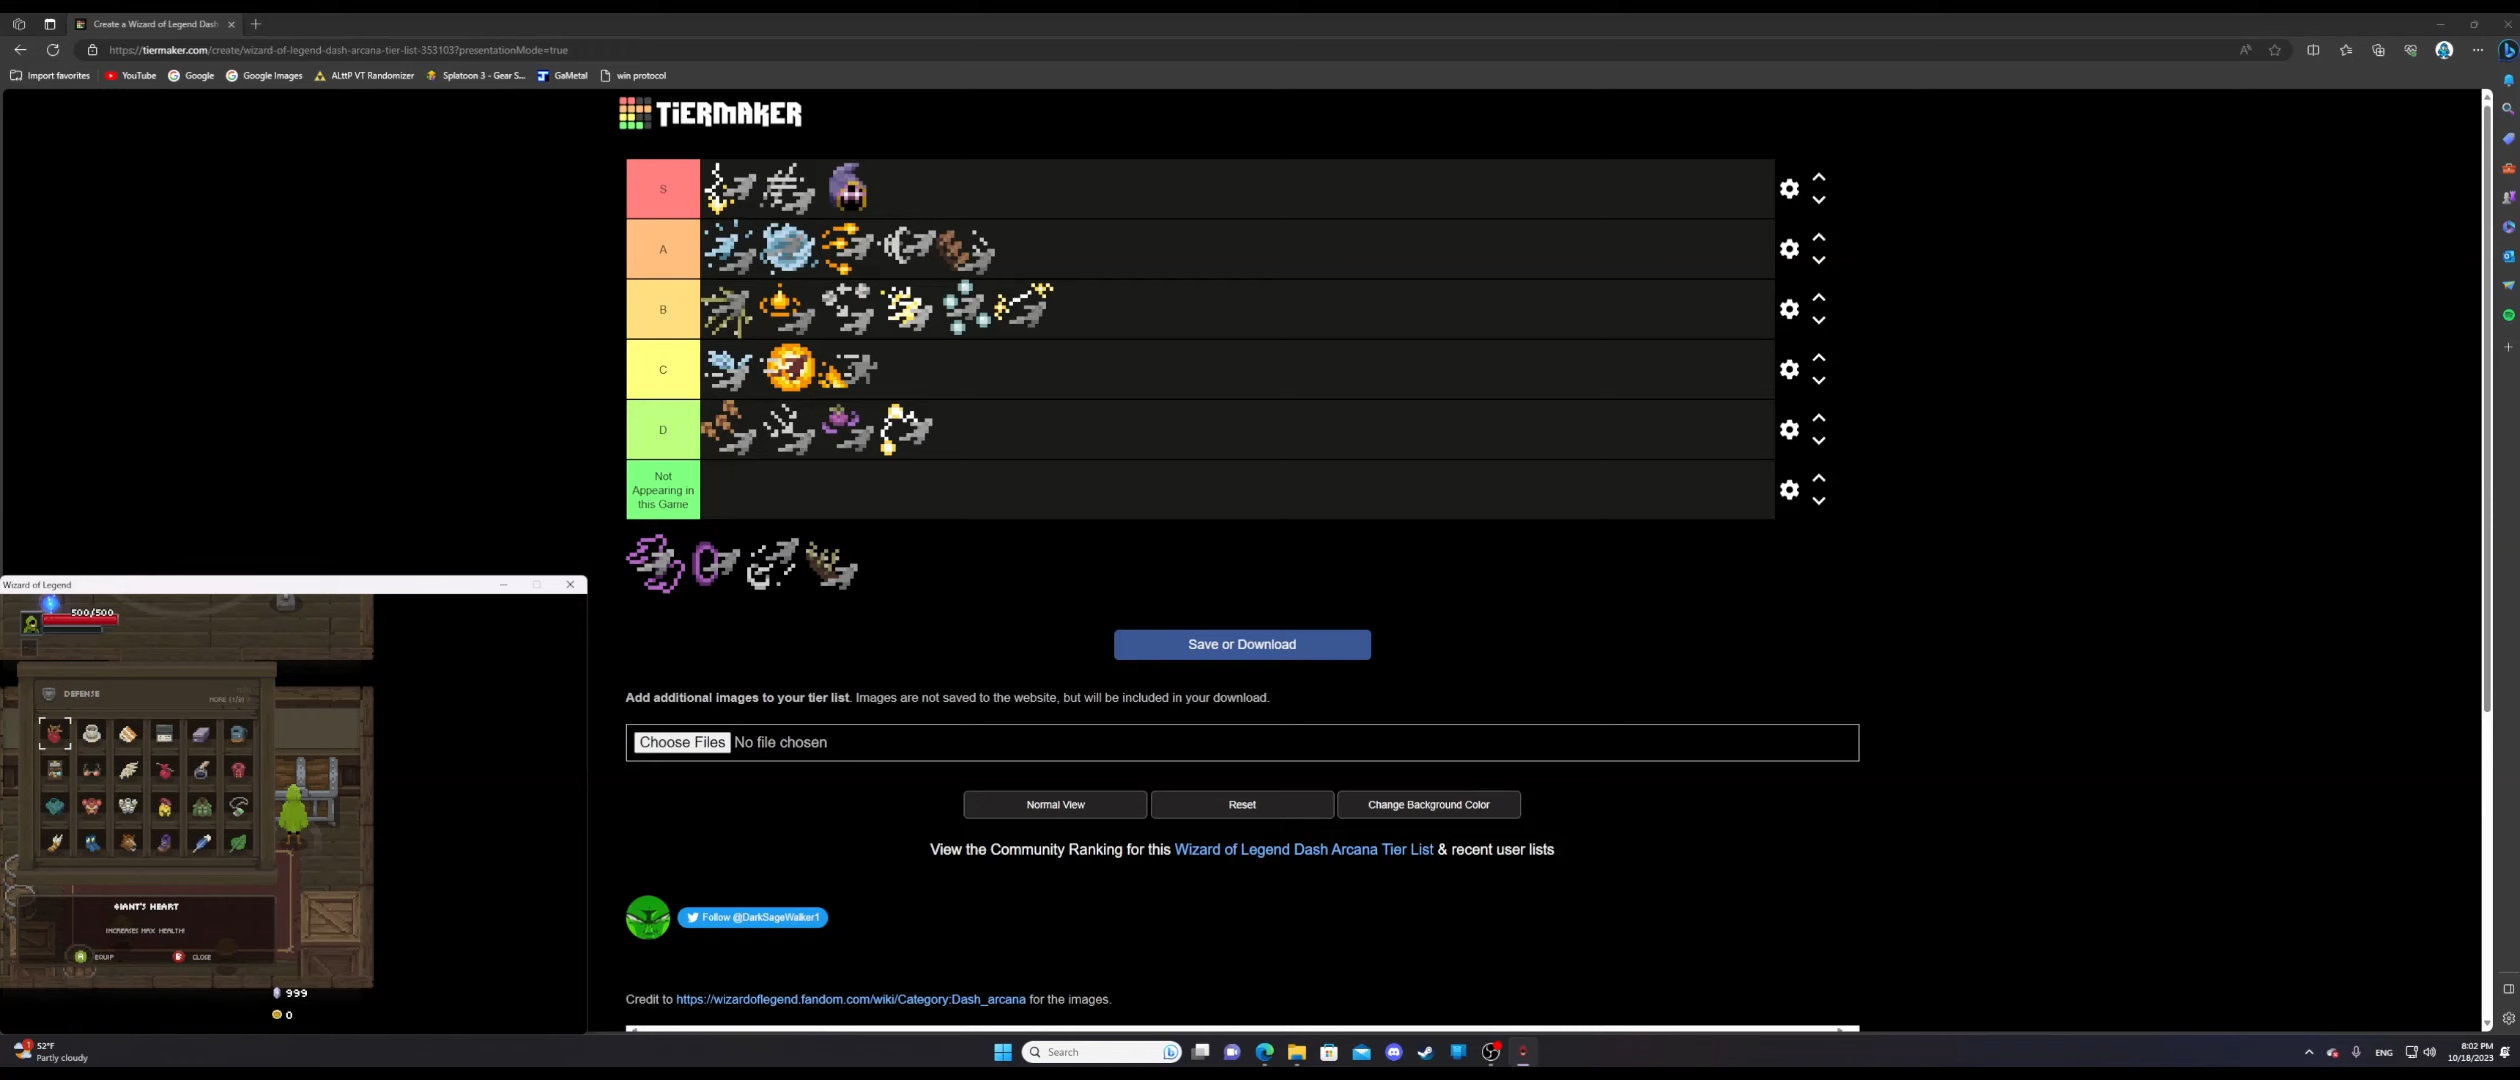 Create a Wizard of Legend Dash
https://tiermaker.com/create/wizard-of-legend-dash-arcana-tier-list-353103?presentationMode=true
Import favorites
YouTube
Google
Google Images
ALttP VT Randomizer
Splatoon 3 - Gear S...
GaMetal
win protocol
TiERMAKER
S
A
B
C
D
Not
Appearing in
this Game
Wizard of Legend
500/500
DEFENSE
MORE (1/8)
GIANT'S HEART
INCREASES MAX HEALTH!
A EQUIP
B CLOSE
999
0
Save or Download
Add additional images to your tier list. Images are not saved to the website, but will be included in your download.
Choose Files No file chosen
Normal View
Reset
Change Background Color
View the Community Ranking for this Wizard of Legend Dash Arcana Tier List & recent user lists
Follow @DarkSageWalker1
Credit to https://wizardoflegend.fandom.com/wiki/Category:Dash_arcana for the images.
1
52°F
Partly cloudy
Search
ENG
8:02 PM
10/18/2023